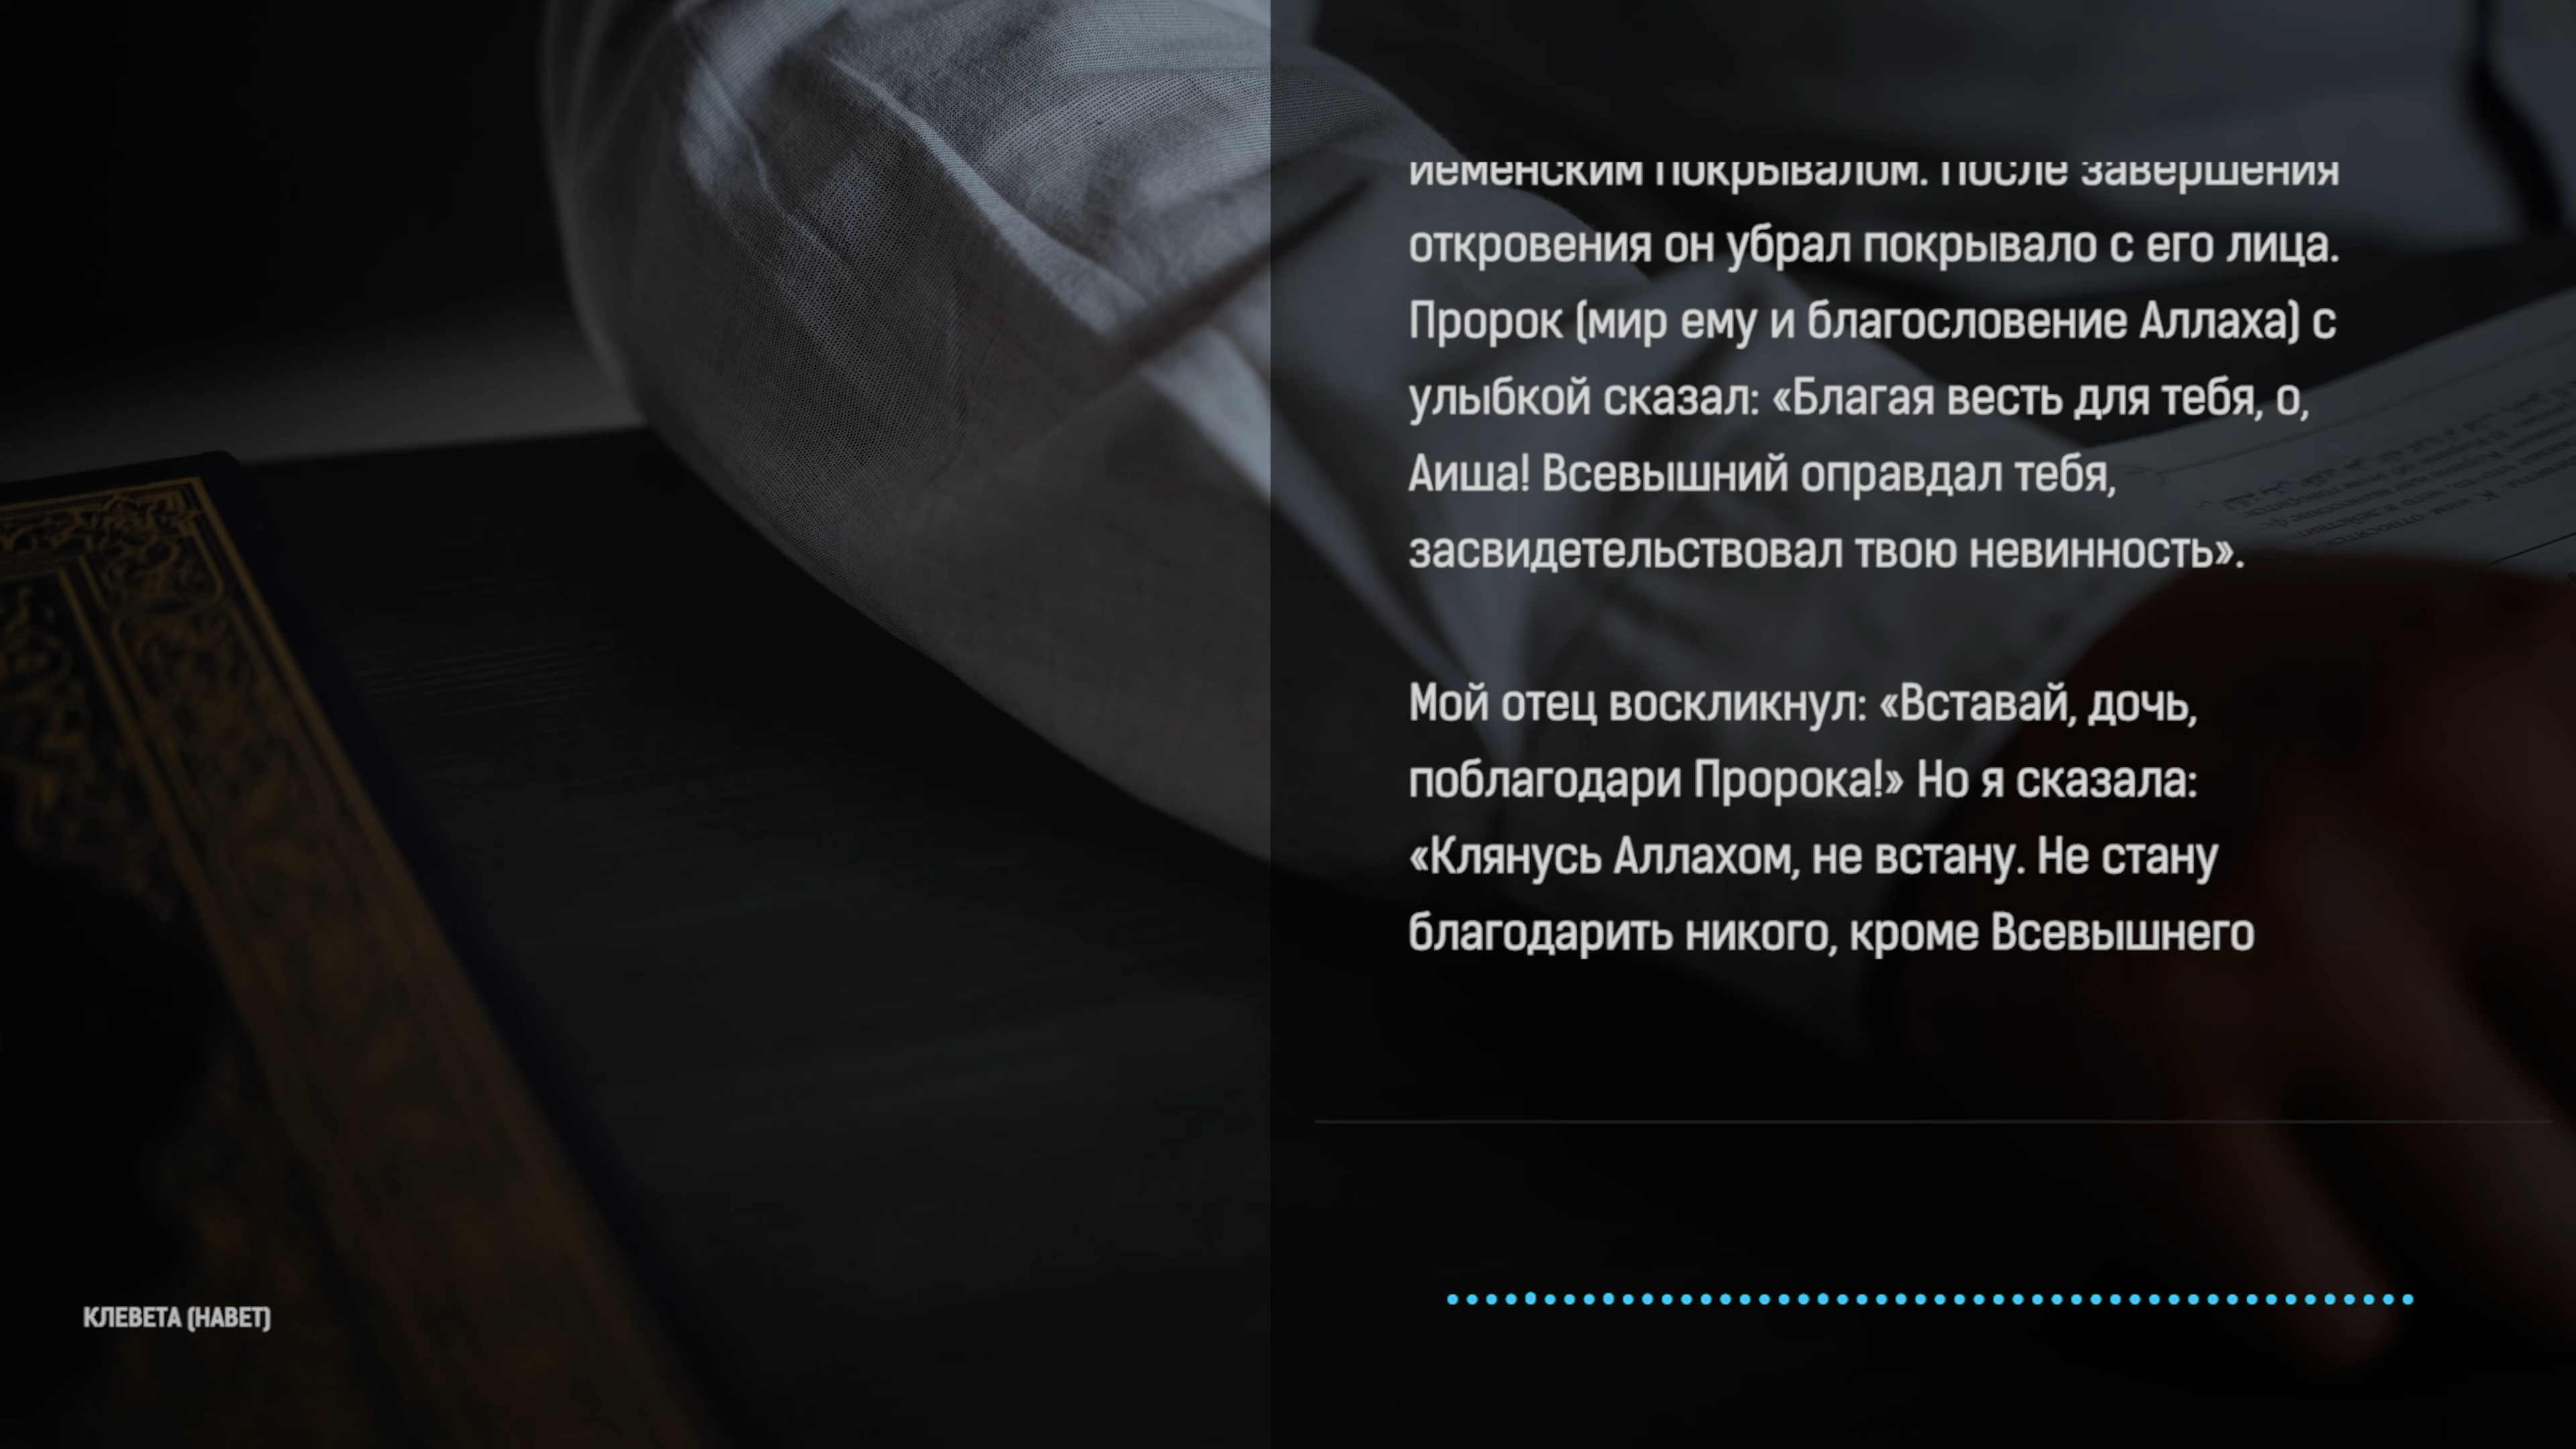 йеменским покрывалом. После завершения
откровения он убрал покрывало с его лица.
Пророк (мир ему и благословение Аллаха) с
улыбкой сказал: «Благая весть для тебя, о,
Аиша! Всевышний оправдал тебя,
засвидетельствовал твою невинность».
Мой отец воскликнул: «Вставай, дочь,
поблагодари Пророка!» Но я сказала:
«Клянусь Аллахом, не встану. Не стану
благодарить никого, кроме Всевышнего
КЛЕВЕТА (НАВЕТ)